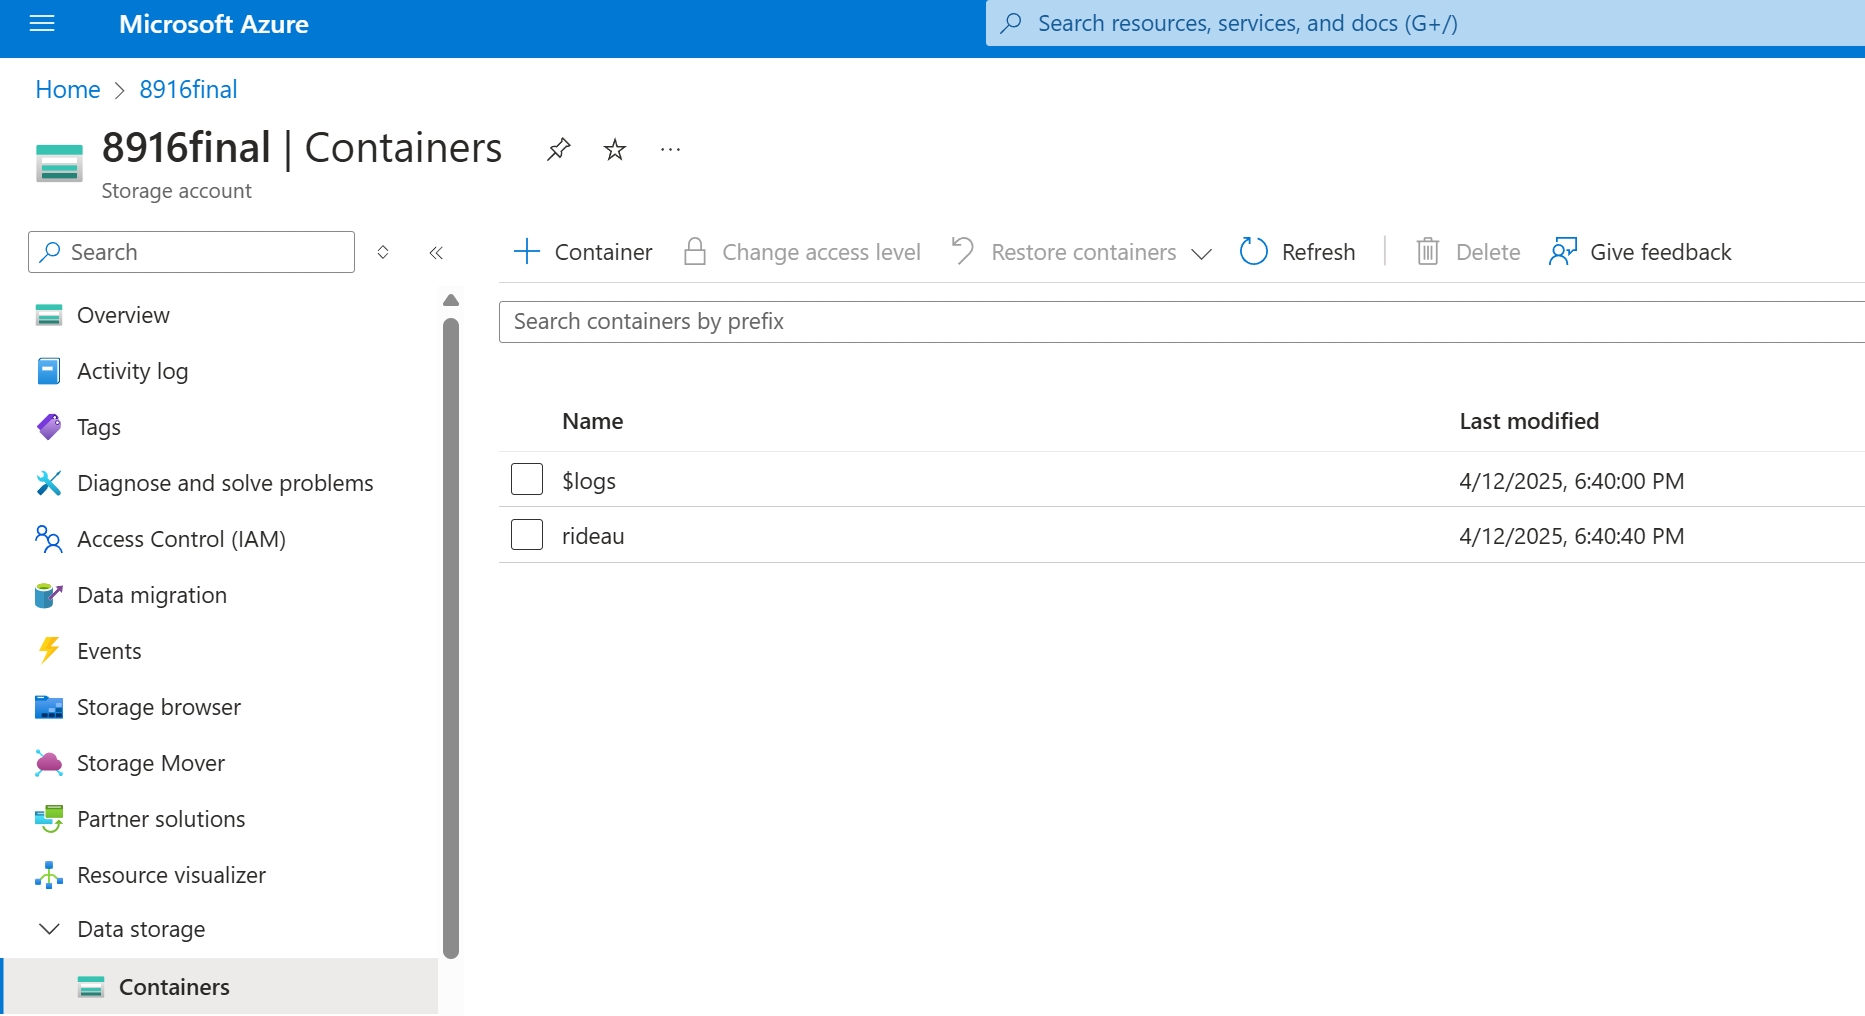 Microsoft Azure
Search resources, services, and docs (G+/)
Home > 8916final
8916final | Containers
Storage account
Search
Container
Change access level
Restore containers
Refresh
Delete
Give feedback
Search containers by prefix
Overview
Activity log
Tags
Diagnose and solve problems
Access Control (IAM)
Data migration
Events
Storage browser
Storage Mover
Partner solutions
Resource visualizer
Data storage
Containers
Name Last modified
$logs 4/12/2025, 6:40:00 PM
rideau 4/12/2025, 6:40:40 PM